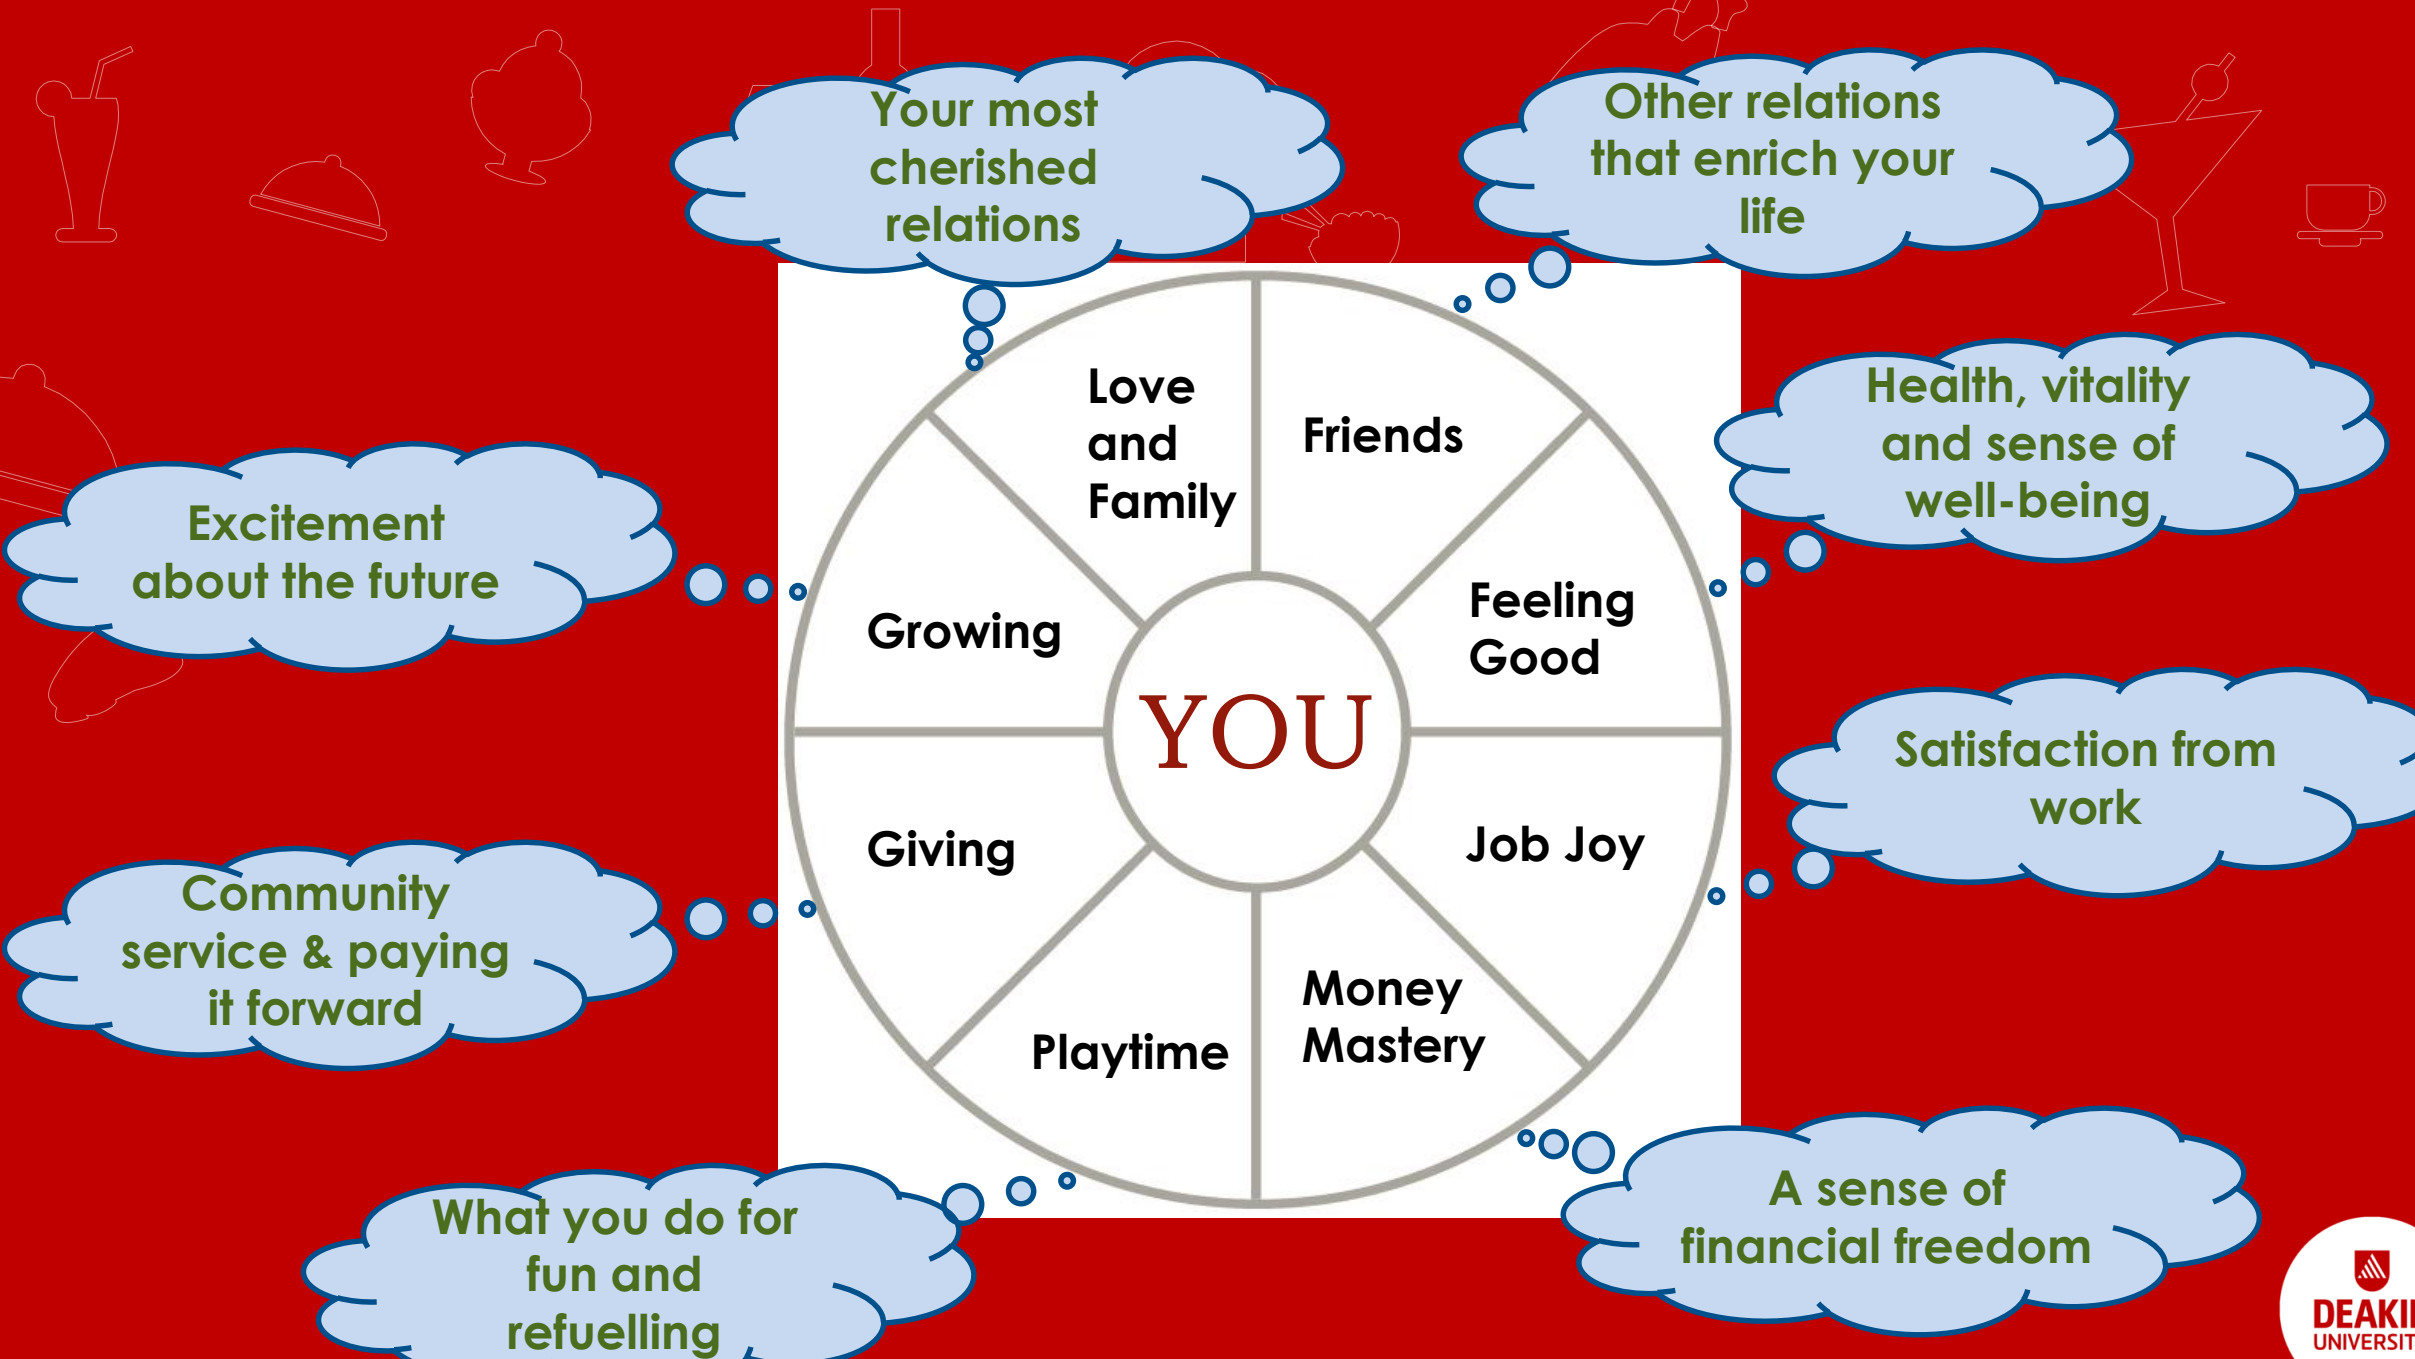 Your most
cherished
relations
Other relations
that enrich your
life
Health, vitality
and sense of
well-being
Excitement
about the future
Satisfaction from
work
Community
service & paying
it forward
A sense of
financial freedom
What you do for
fun and
refuelling
Love
and
Family
Friends
Growing
Feeling
Good
YOU
Giving
Job Joy
Playtime
Money
Mastery
DEAKI
UNIVERSIT